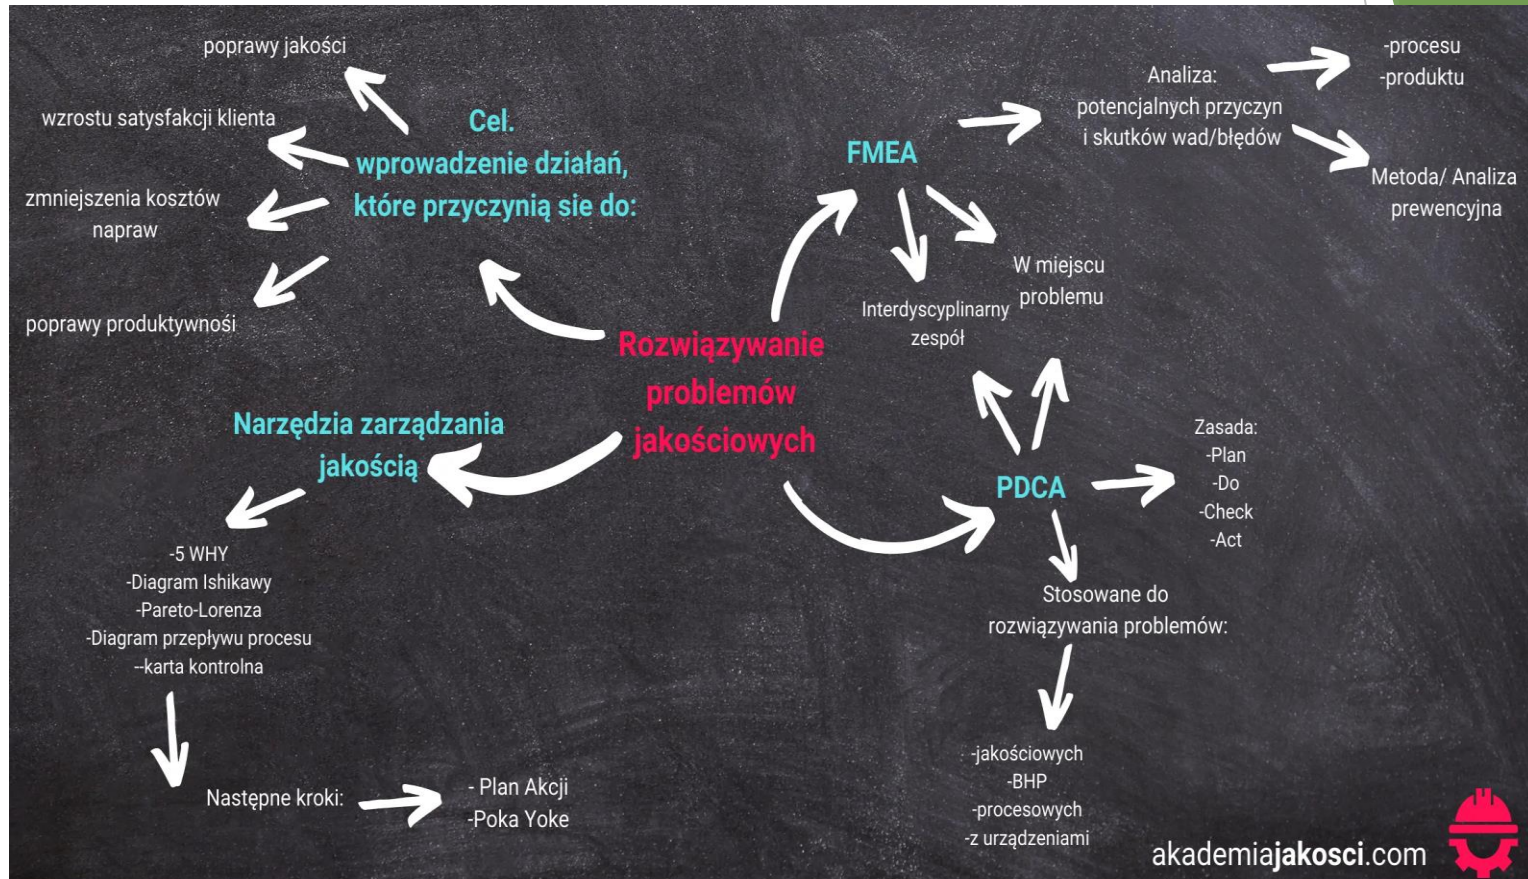 poprawy jakości
wzrostu satysfakcji klienta
zmniejszenia kosztów
napraw
poprawy produktywnośi
Cel.
wprowadzenie działań,
które przyczynią sie do:
FMEA
Analiza:
potencjalnych przyczyn
i skutków wad/błędów
-procesu
-produktu
Metoda/ Analiza
prewencyjna
W miejscu
problemu
Interdyscyplinarny
zespół
Rozwiązywanie
problemów
jakościowych
Narzędzia zarządzania
jakością
-5 WHY
-Diagram Ishikawy
-Pareto-Lorenza
-Diagram przepływu procesu
--karta kontrolna
Następne kroki:
- Plan Akcji
-Poka Yoke
PDCA
Zasada:
-Plan
-Do
-Check
-Act
Stosowane do
rozwiązywania problemów:
-jakościowych
-BHP
-procesowych
-z urządzeniami
akademiajakosci.com